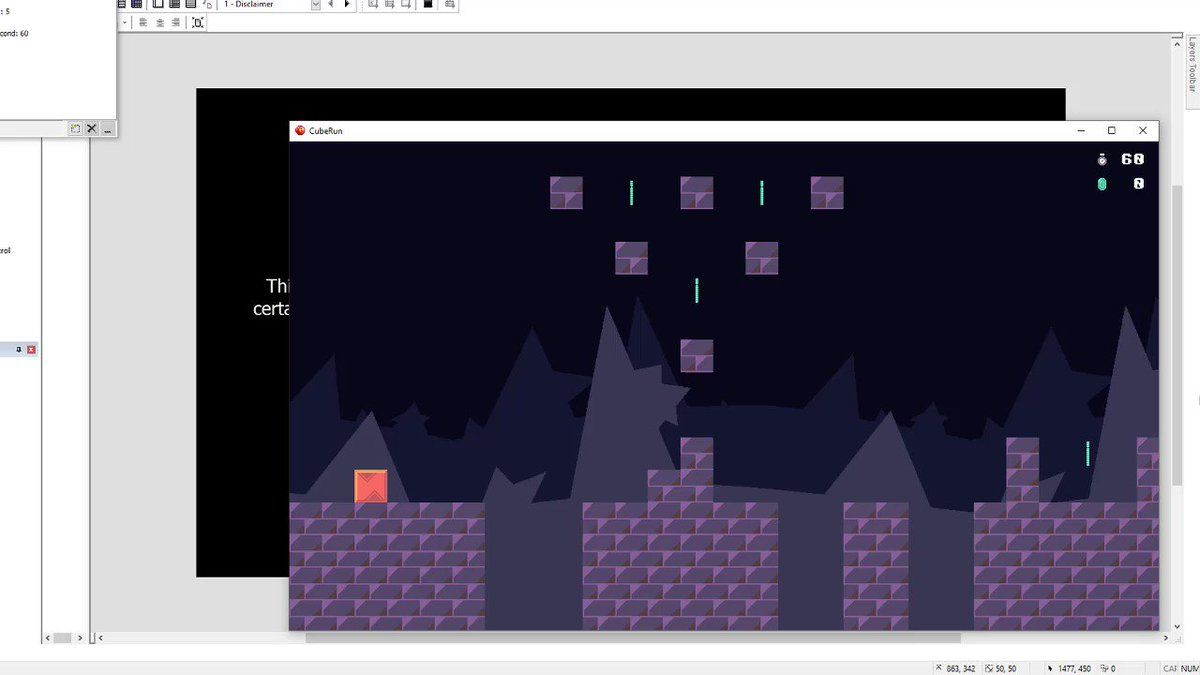 : 5
1 - Disclaimer
cond: 60
Layers Toolbar
CubeRun
60
0
trol
Thi
certa
863, 342
50, 50
1477, 450
0
CAP
NUM